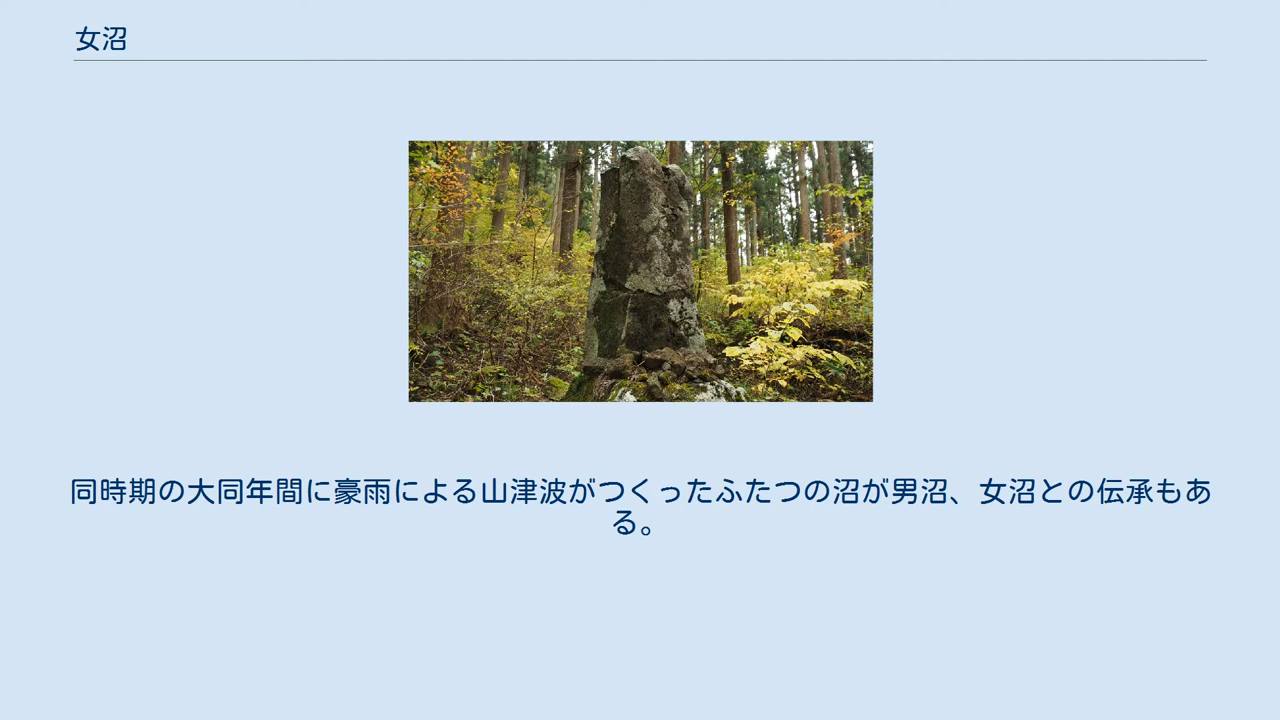 女沼
同時期の大同年間に豪雨による山津波がつくったふたつの沼が男沼、女沼との伝承もあ
る。